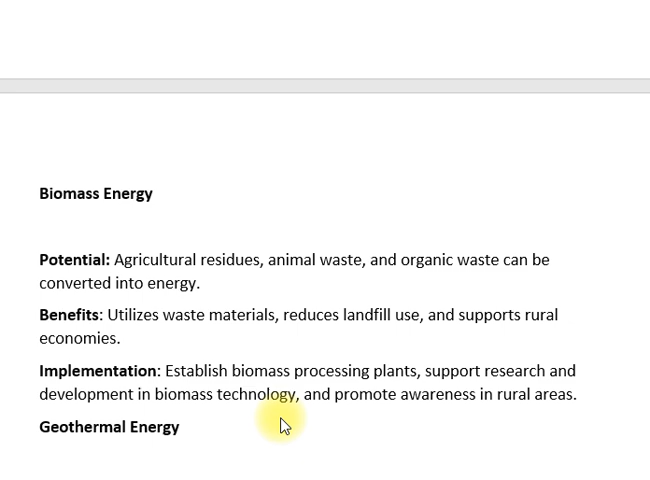 Biomass Energy
Potential: Agricultural residues, animal waste, and organic waste can be
converted into energy.
Benefits: Utilizes waste materials, reduces landfill use, and supports rural
economies.
Implementation: Establish biomass processing plants, support research and
development in biomass technology, and promote awareness in rural areas.
Geothermal Energy